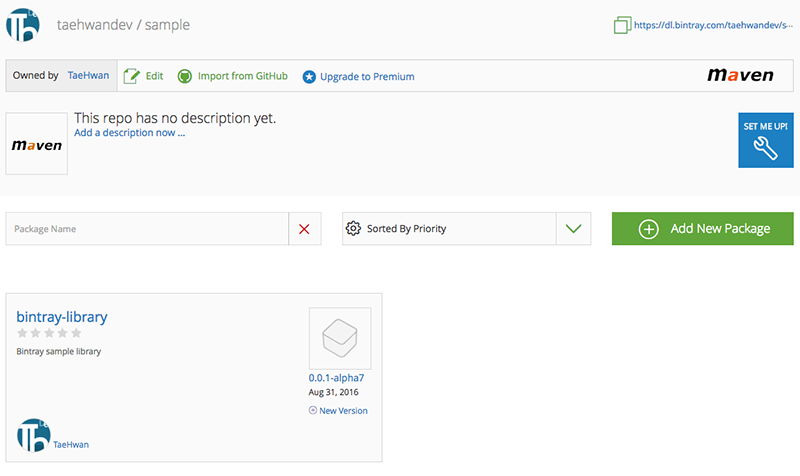 taehwandev / sample
https://dl.bintray.com/taehwandev/s...
Owned by TaeHwan Edit Import from GitHub Upgrade to Premium maven
This repo has no description yet.
Add a description now ...
maven
SET ME UP!
Package Name
Sorted By Priority
Add New Package
bintray-library
Bintray sample library
0.0.1-alpha7
Aug 31, 2016
New Version
TaeHwan